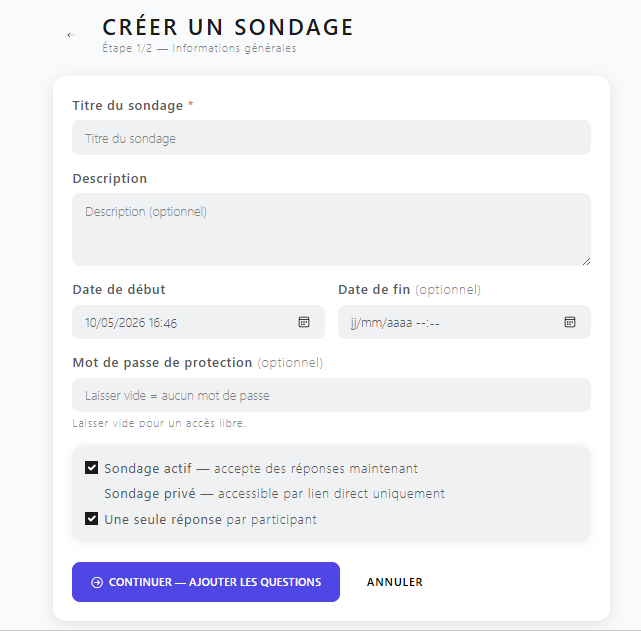 ←
CRÉER UN SONDAGE
Étape 1/2 — Informations générales
Titre du sondage *
Titre du sondage
Description
Description (optionnel)
Date de début
Date de fin (optionnel)
10/05/2026 16:46
jj/mm/aaaa --:--
Mot de passe de protection (optionnel)
Laisser vide = aucun mot de passe
Laisser vide pour un accès libre.
Sondage actif — accepte des réponses maintenant
Sondage privé — accessible par lien direct uniquement
Une seule réponse par participant
CONTINUER — AJOUTER LES QUESTIONS
ANNULER